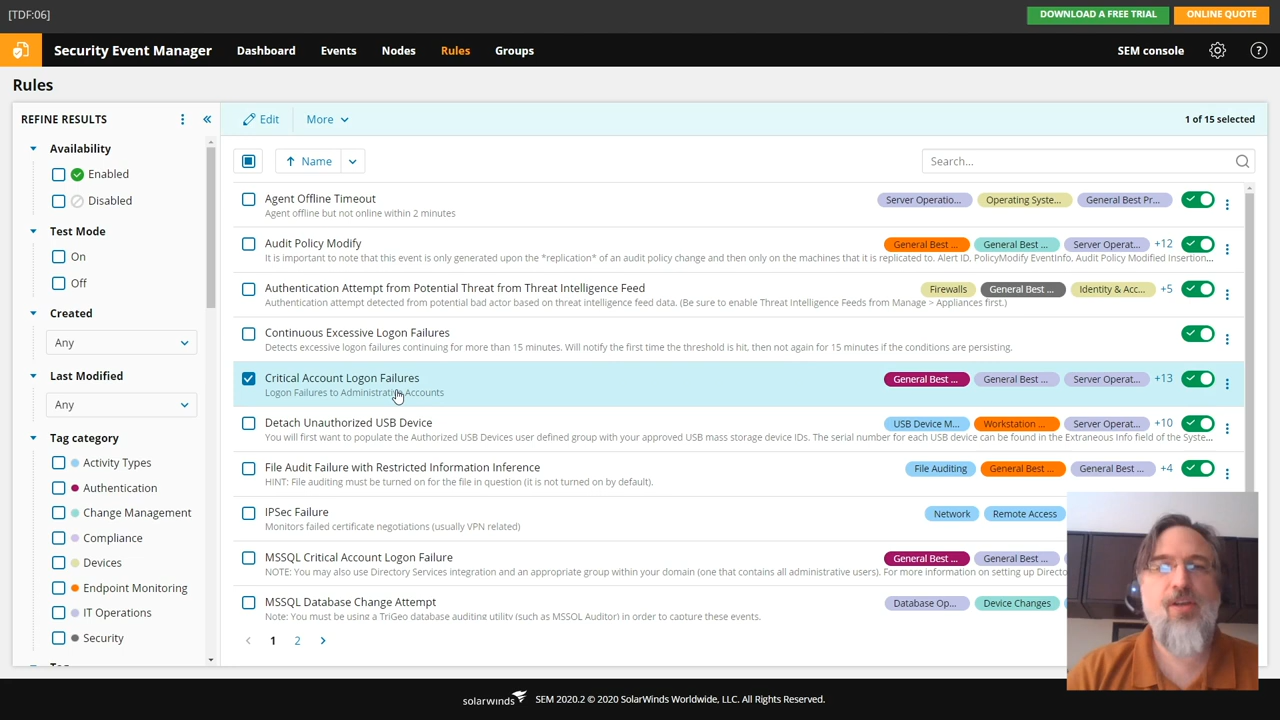 [TDF:06]
DOWNLOAD A FREE TRIAL
ONLINE QUOTE
Security Event Manager
Dashboard
Events
Nodes
Rules
Groups
SEM console
?
Rules
REFINE RESULTS
Availability
Enabled
Disabled
Test Mode
On
Off
Created
Any
Last Modified
Any
Tag category
Activity Types
Authentication
Change Management
Compliance
Devices
Endpoint Monitoring
IT Operations
Security
Edit
More
1 of 15 selected
Name
Search...
Agent Offline Timeout
Agent offline but not online within 2 minutes
Server Operatio...
Operating Syste...
General Best Pr...
Audit Policy Modify
It is important to note that this event is only generated upon the *replication* of an audit policy change and then only on the machines that it is replicated to. Alert ID, PolicyModify EventInfo, Audit Policy Modified Insertion...
General Best ...
General Best ...
Server Operat...
+12
Authentication Attempt from Potential Threat from Threat Intelligence Feed
Authentication attempt detected from potential bad actor based on threat intelligence feed data. (Be sure to enable Threat Intelligence Feeds from Manage > Appliances first.)
Firewalls
General Best ...
Identity & Acc...
+5
Continuous Excessive Logon Failures
Detects excessive logon failures continuing for more than 15 minutes. Will notify the first time the threshold is hit, then not again for 15 minutes if the conditions are persisting.
Critical Account Logon Failures
Logon Failures to Administrative Accounts
General Best ...
General Best ...
Server Operat...
+13
Detach Unauthorized USB Device
You will first want to populate the Authorized USB Devices user defined group with your approved USB mass storage device IDs. The serial number for each USB device can be found in the Extraneous Info field of the Syste...
USB Device M...
Workstation ...
Server Operat...
+10
File Audit Failure with Restricted Information Inference
HINT: File auditing must be turned on for the file in question (it is not turned on by default).
File Auditing
General Best ...
General Best ...
+4
IPSec Failure
Monitors failed certificate negotiations (usually VPN related)
Network
Remote Access
MSSQL Critical Account Logon Failure
NOTE: You may also use Directory Services integration and an appropriate group within your domain (one that contains all administrative users). For more information on setting up Directo
General Best ...
General Best ...
MSSQL Database Change Attempt
Note: You must be using a TriGeo database auditing utility (such as MSSQL Auditor) in order to capture these events.
Database Op...
Device Changes
1
2
solarwinds
SEM 2020.2 © 2020 SolarWinds Worldwide, LLC. All Rights Reserved.